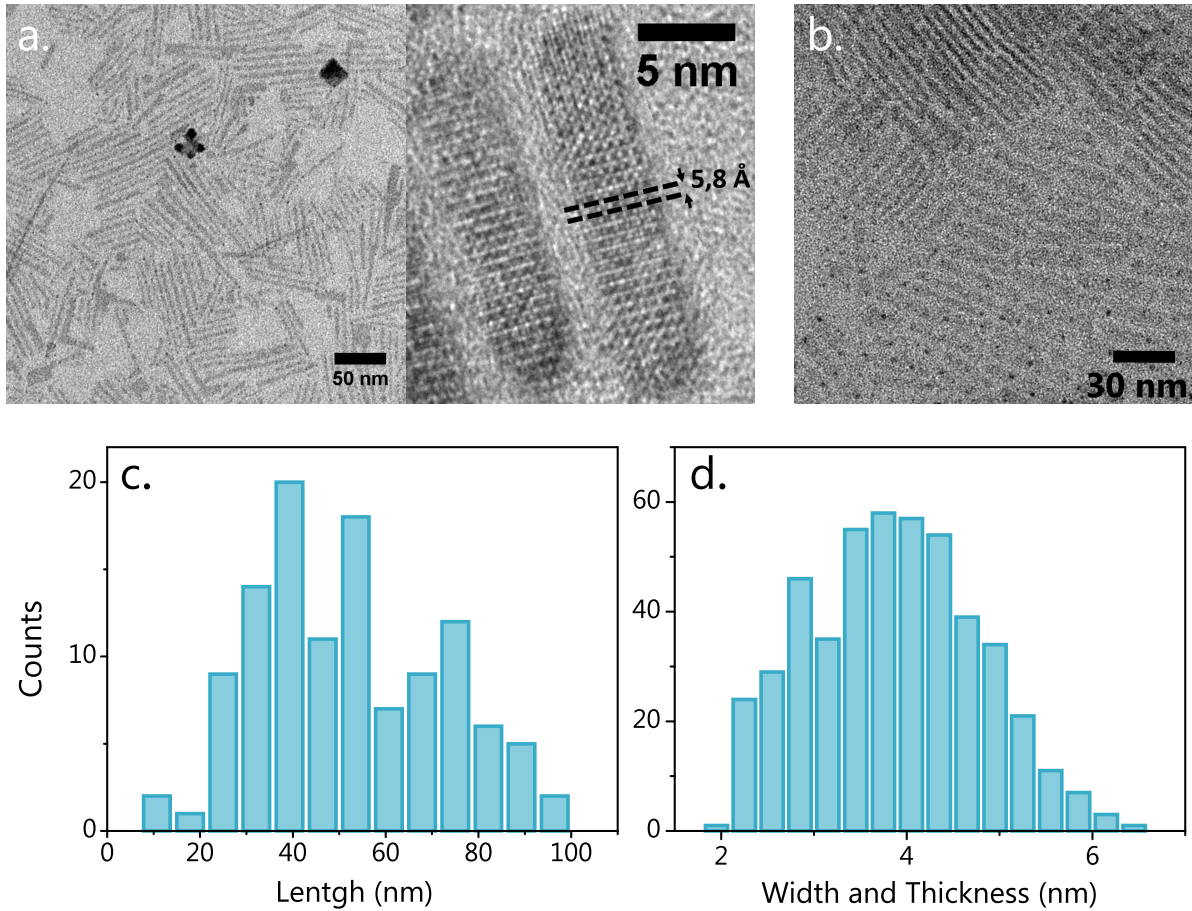 a.
50 nm
5 nm
5,8 Å
b.
30 nm
c.
20
10
0
0 20 40 60 80 100
Counts
Lentgh (nm)
d.
60
40
20
0
2 4 6
Width and Thickness (nm)